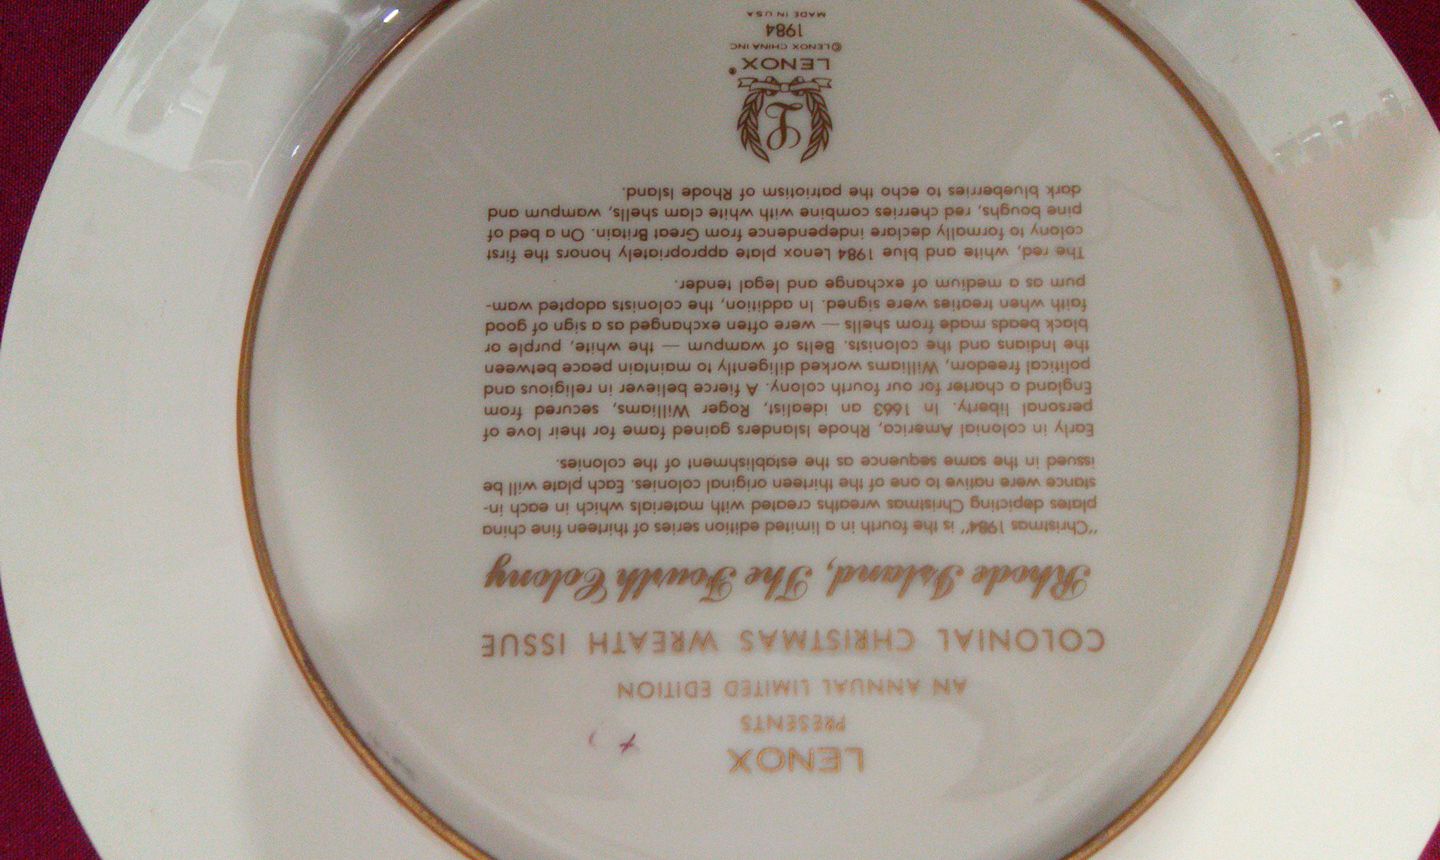 LENOX
PRESENTS
AN ANNUAL LIMITED EDITION
COLONIAL CHRISTMAS WREATH ISSUE
Rhode Island, The Fourth Colony
"Christmas 1984" is the fourth in a limited edition series of thirteen fine china
plates depicting Christmas wreaths created with materials which in each in-
stance were native to one of the thirteen original colonies. Each plate will be
issued in the same sequence as the establishment of the colonies.
Early in colonial America, Rhode Islanders gained fame for their love of
personal liberty. In 1663 an idealist, Roger Williams, secured from
England a charter for our fourth colony. A fierce believer in religious and
political freedom, Williams worked diligently to maintain peace between
the Indians and the colonists. Belts of wampum — the white, purple or
black beads made from shells — were often exchanged as a sign of good
faith when treaties were signed. In addition, the colonists adopted wam-
pum as a medium of exchange and legal tender.
The red, white and blue 1984 Lenox plate appropriately honors the first
colony to formally declare independence from Great Britain. On a bed of
pine boughs, red cherries combine with white clam shells, wampum and
dark blueberries to echo the patriotism of Rhode Island.
L
LENOX®
© LENOX CHINA INC
1984
MADE IN USA